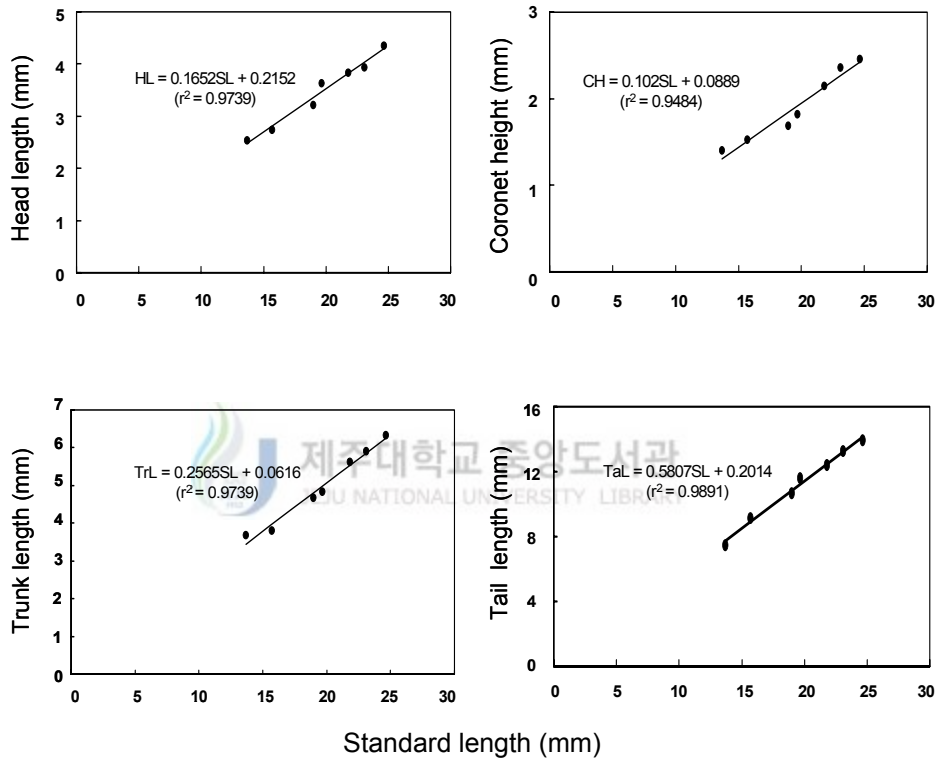 5
4
3
2
1
0
Head length (mm)
HL = 0.1652SL + 0.2152
(r² = 0.9739)
0 5 10 15 20 25 30
3
2
1
0
Coronet height (mm)
CH = 0.102SL + 0.0889
(r² = 0.9484)
0 5 10 15 20 25 30
7
6
5
4
3
2
1
0
Trunk length (mm)
TrL = 0.2565SL + 0.0616
(r² = 0.9739)
0 5 10 15 20 25 30
16
12
8
4
0
Tail length (mm)
TaL = 0.5807SL + 0.2014
(r² = 0.9891)
0 5 10 15 20 25 30
제주대학교 중앙도서관
JEJU NATIONAL UNIVERSITY LIBRARY
1952
Standard length (mm)